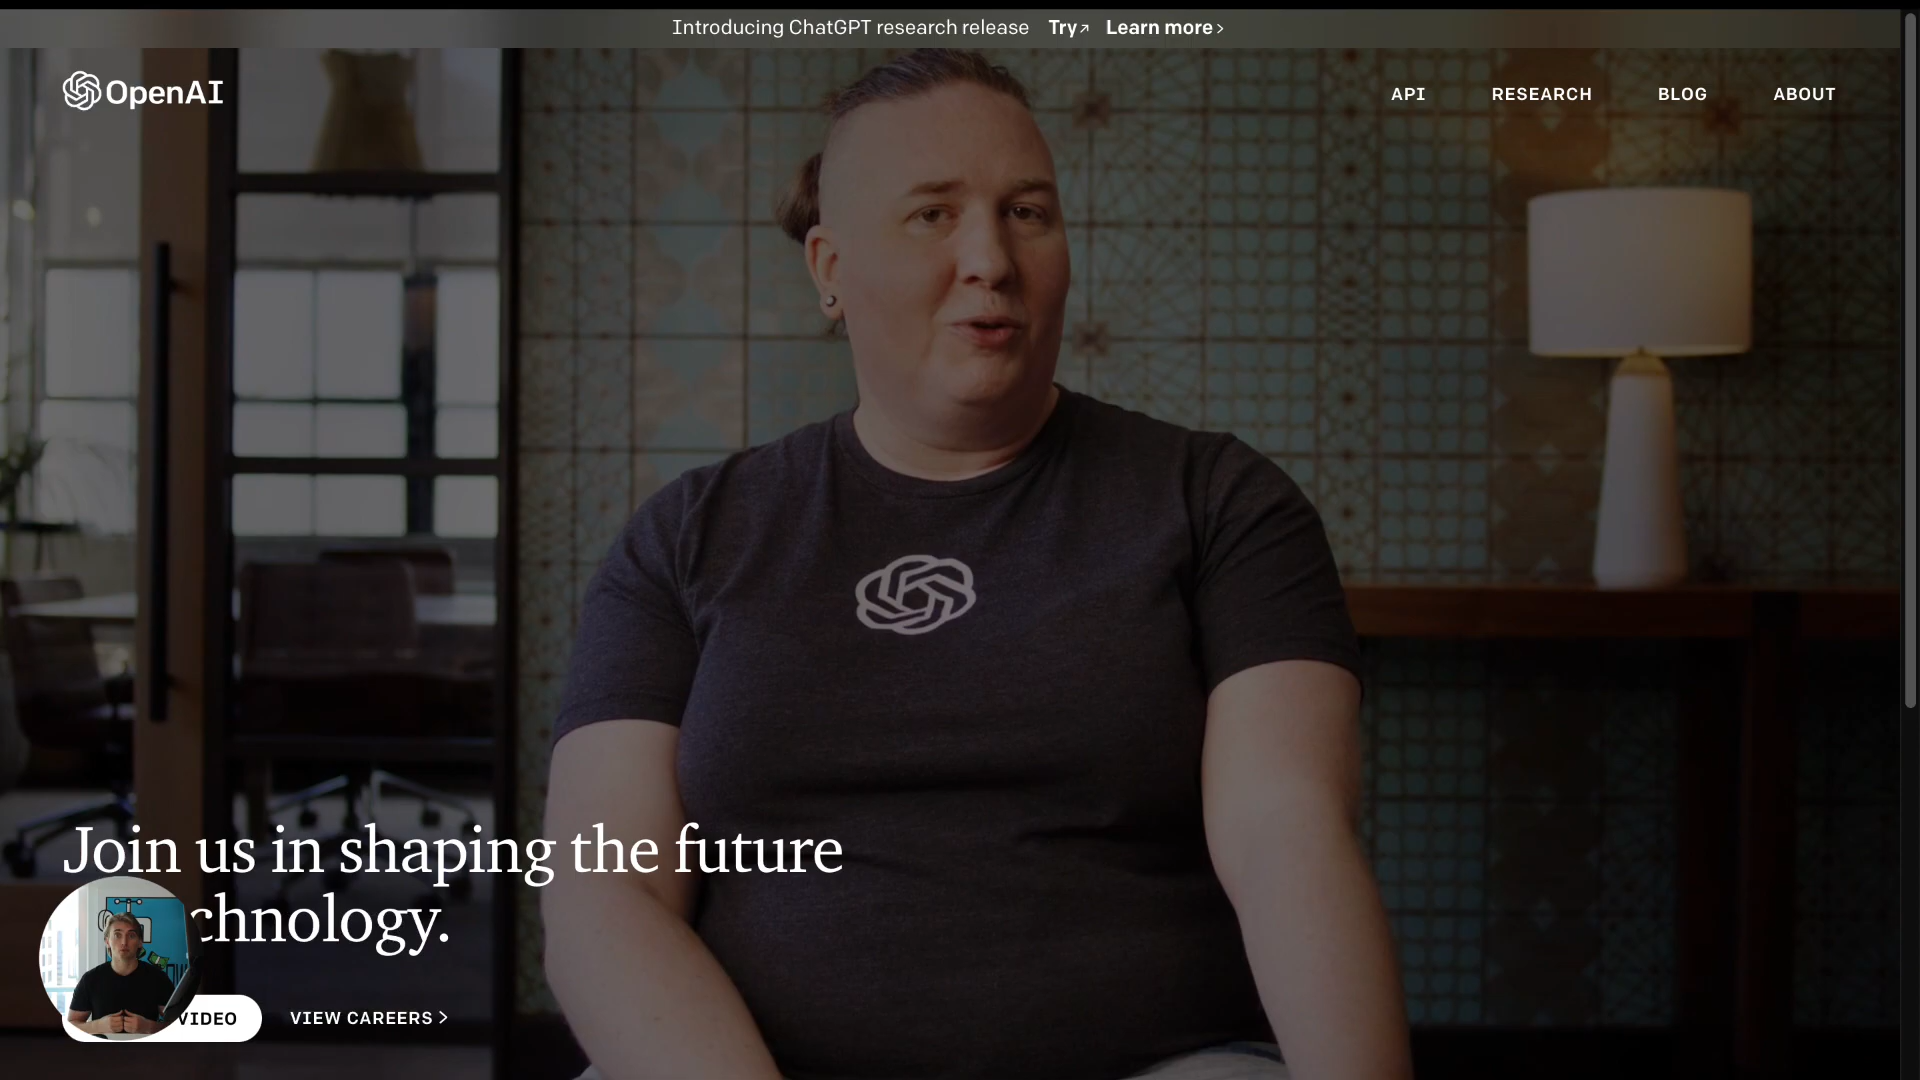 Introducing ChatGPT research release Try↗ Learn more >
OpenAI
API RESEARCH BLOG ABOUT
Join us in shaping the future
chnology.
VIDEO VIEW CAREERS >